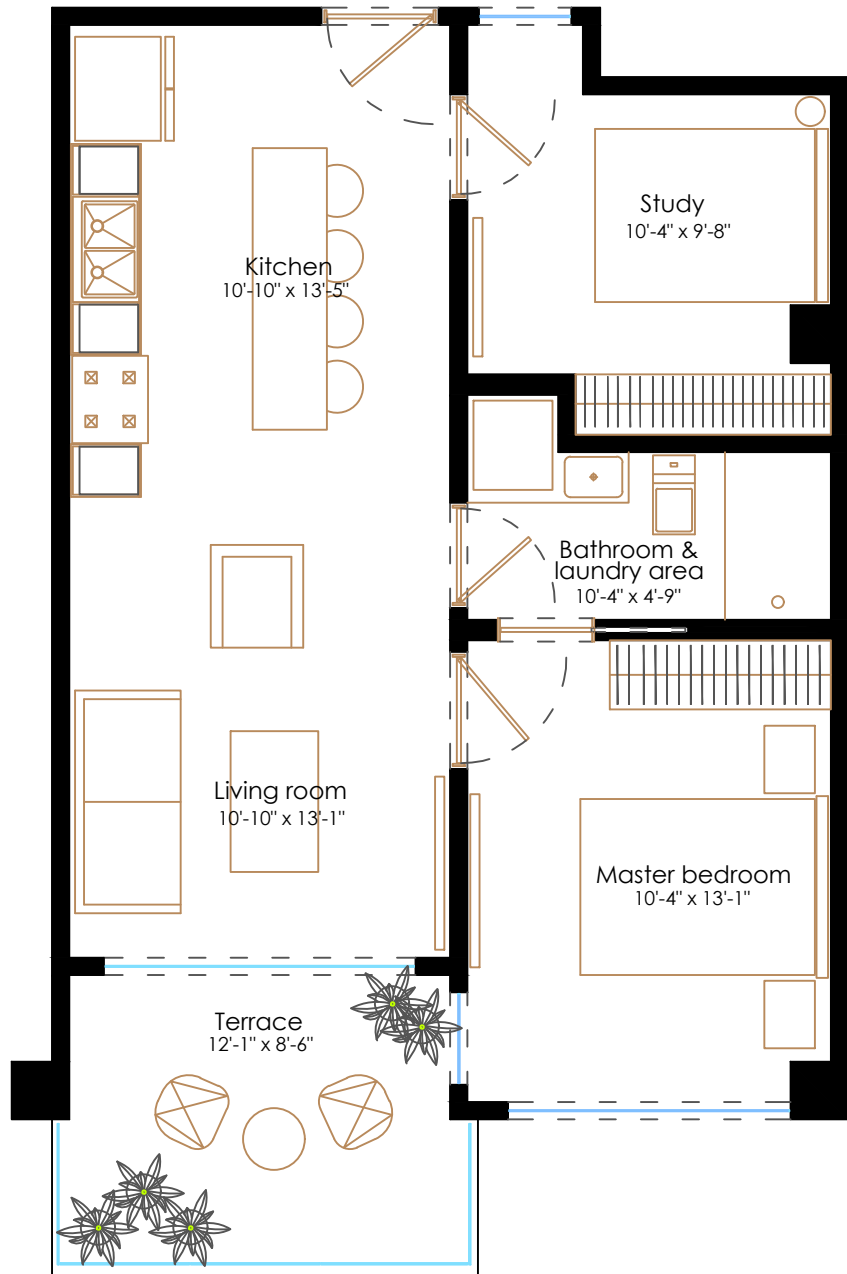 Study
10'-4" x 9'-8"
Kitchen
10'-10" x 13'-5"
Bathroom &
laundry area
10'-4" x 4'-9"
Living room
10'-10" x 13'-1"
Master bedroom
10'-4" x 13'-1"
Terrace
12'-1" x 8'-6"